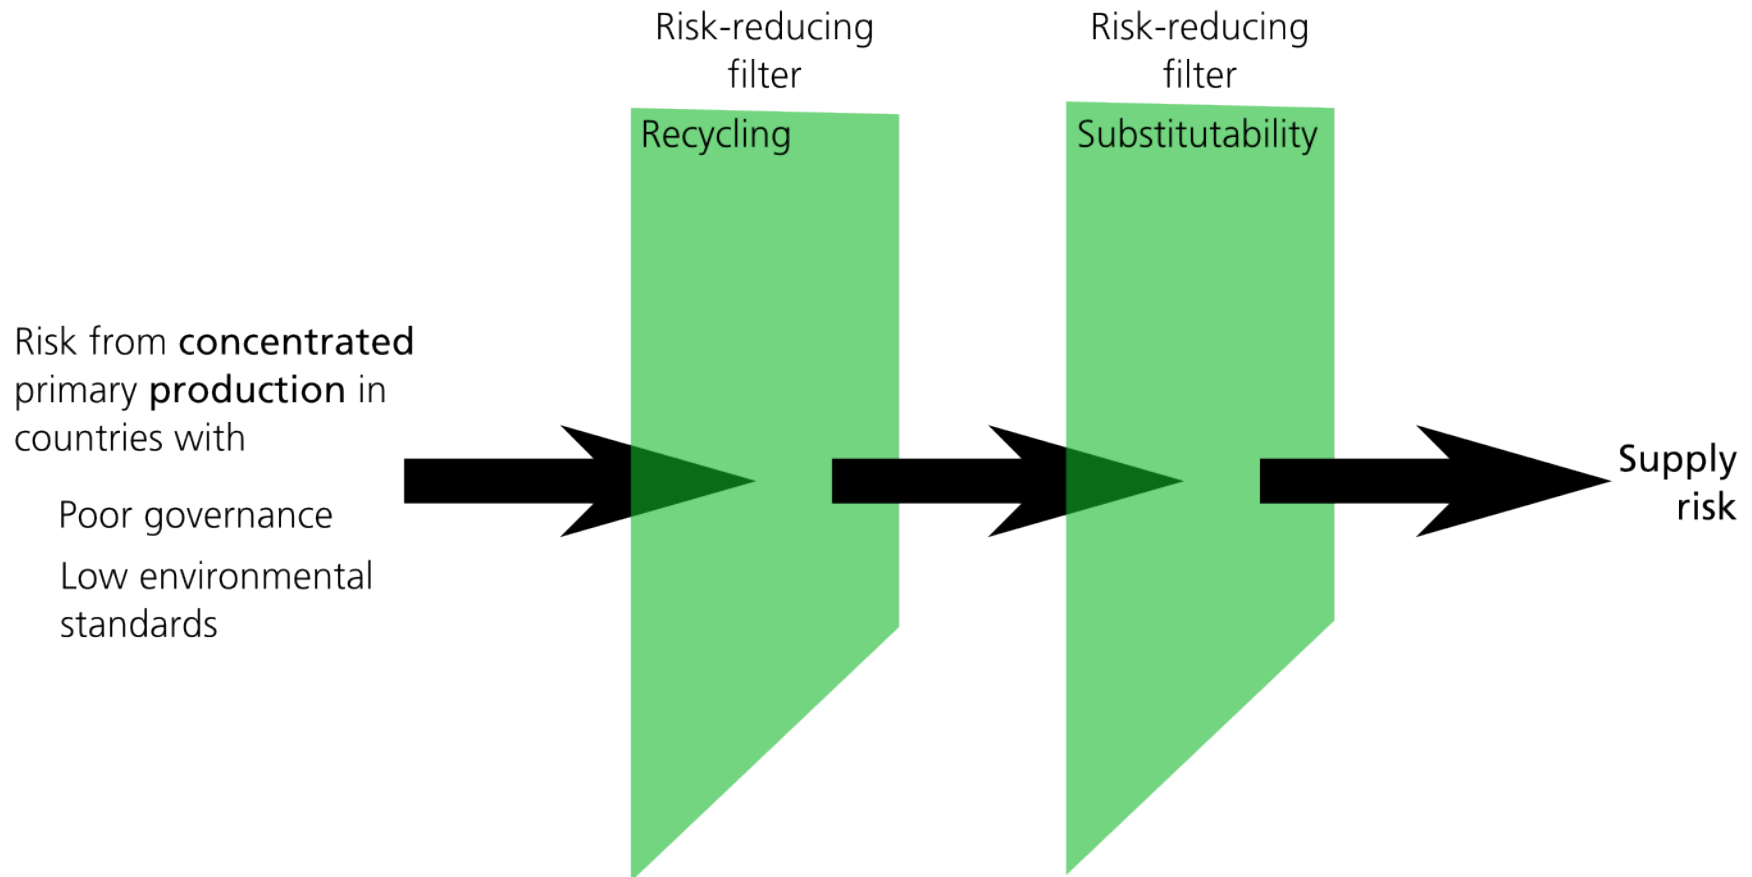 Risk-reducing
filter
Recycling
Risk-reducing
filter
Substitutability
Risk from concentrated
primary production in
countries with
Poor governance
Low environmental
standards
Supply
risk